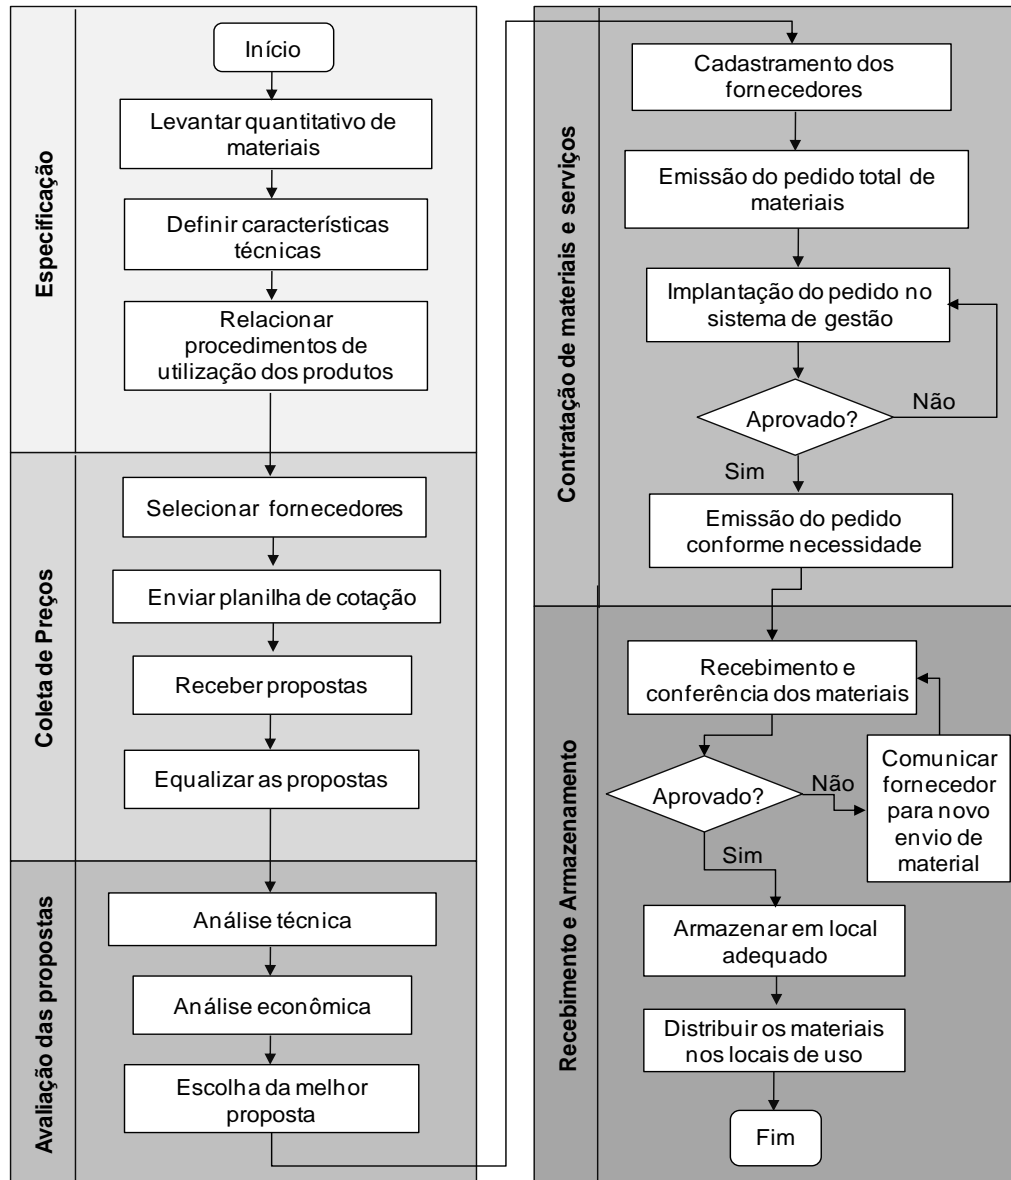 Especificação
Início
Levantar quantitativo de
materiais
Definir características
técnicas
Relacionar
procedimentos de
utilização dos produtos
Coleta de Preços
Selecionar fornecedores
Enviar planilha de cotação
Receber propostas
Equalizar as propostas
Avaliação das propostas
Análise técnica
Análise econômica
Escolha da melhor
proposta
Contratação de materiais e serviços
Cadastramento dos
fornecedores
Emissão do pedido total de
materiais
Implantação do pedido no
sistema de gestão
Aprovado?
Não
Sim
Emissão do pedido
conforme necessidade
Recebimento e Armazenamento
Recebimento e
conferência dos materiais
Aprovado?
Não
Comunicar
fornecedor
para novo
envio de
material
Sim
Armazenar em local
adequado
Distribuir os materiais
nos locais de uso
Fim